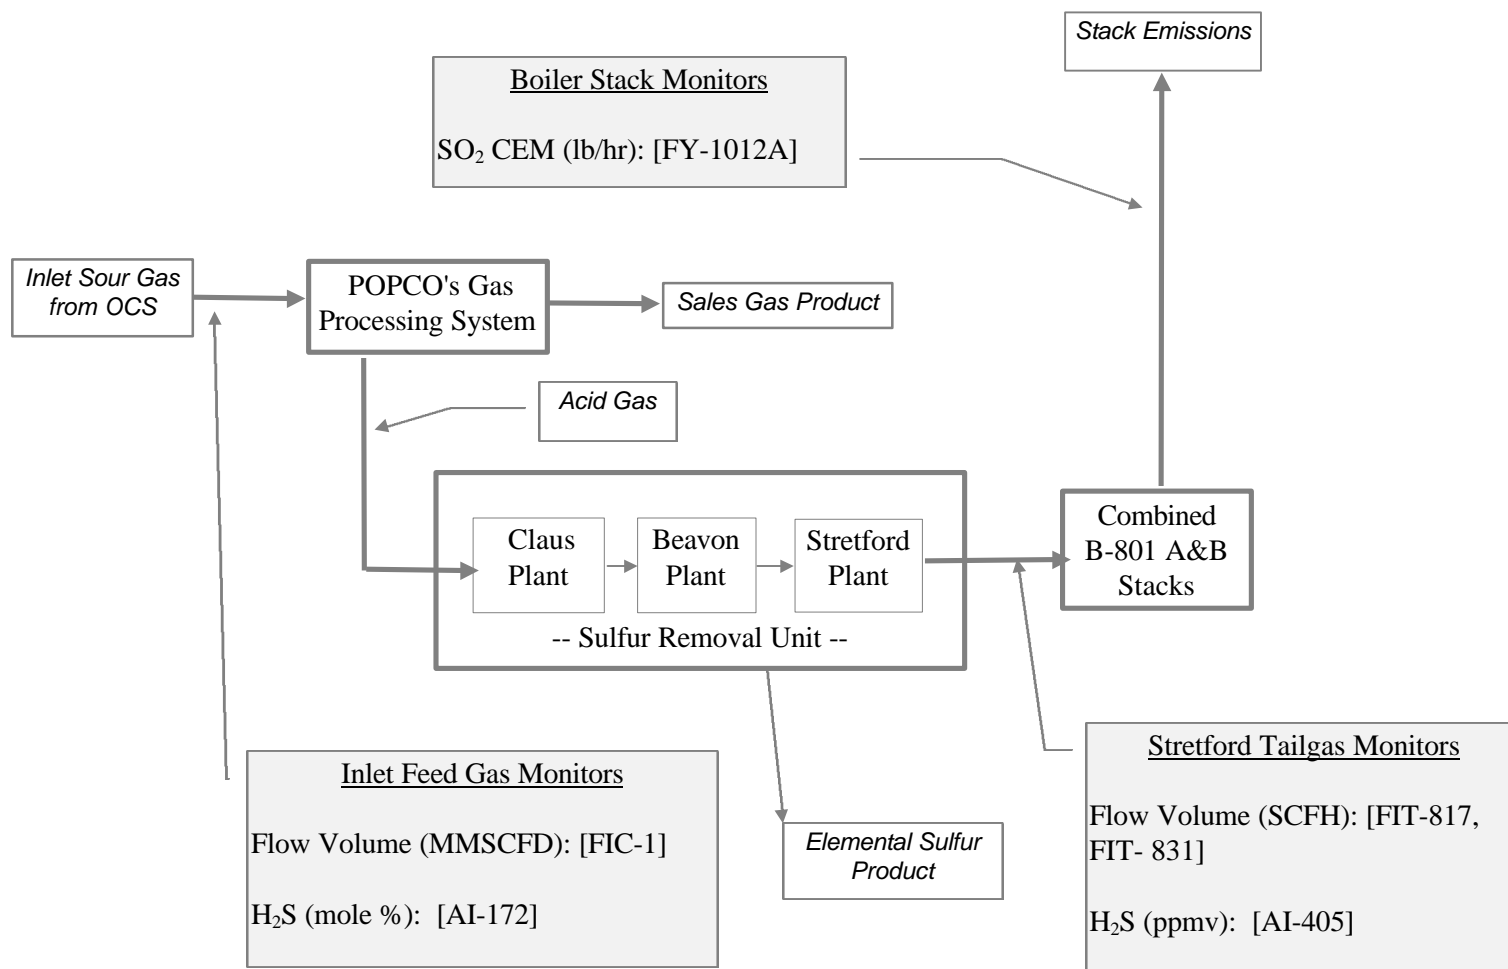 Stack Emissions
Boiler Stack Monitors
SO₂ CEM (lb/hr): [FY-1012A]
Inlet Sour Gas
from OCS
POPCO's Gas
Processing System
Sales Gas Product
Acid Gas
Claus
Plant
Beavon
Plant
Stretford
Plant
-- Sulfur Removal Unit --
Combined
B-801 A&B
Stacks
Inlet Feed Gas Monitors
Flow Volume (MMSCFD): [FIC-1]
H₂S (mole %):  [AI-172]
Elemental Sulfur
Product
Stretford Tailgas Monitors
Flow Volume (SCFH): [FIT-817,
FIT- 831]
H₂S (ppmv):  [AI-405]